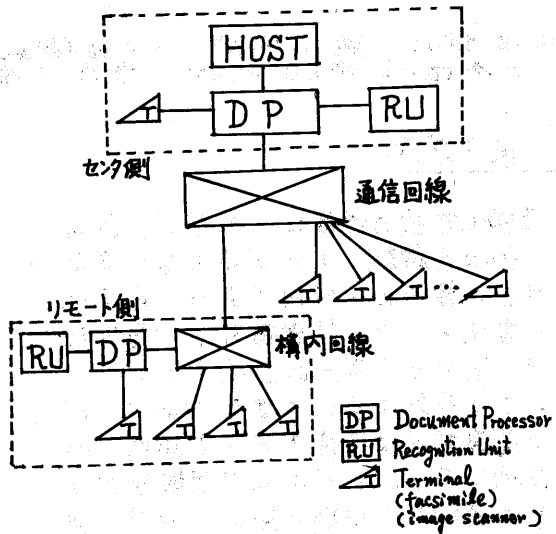 HOST
T
DP
RU
センタ側
通信回線
T
T
T
...
T
リモート側
RU
DP
構内回線
T
T
T
T
DP Document Processor
RU Recognition Unit
T Terminal
(facsimile)
(image scanner)